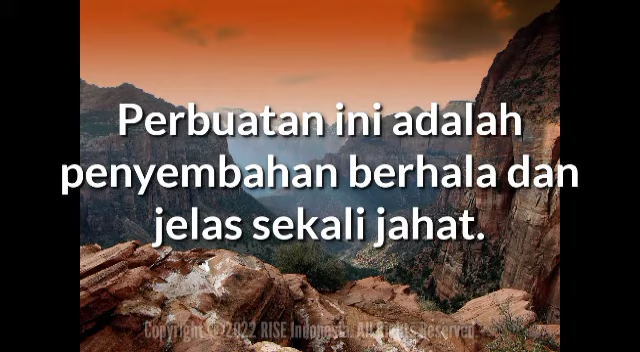 Perbuatan ini adalah
penyembahan berhala dan
jelas sekali jahat.
Copyright © 2022 RISE Indonesia. All Rights Reserved